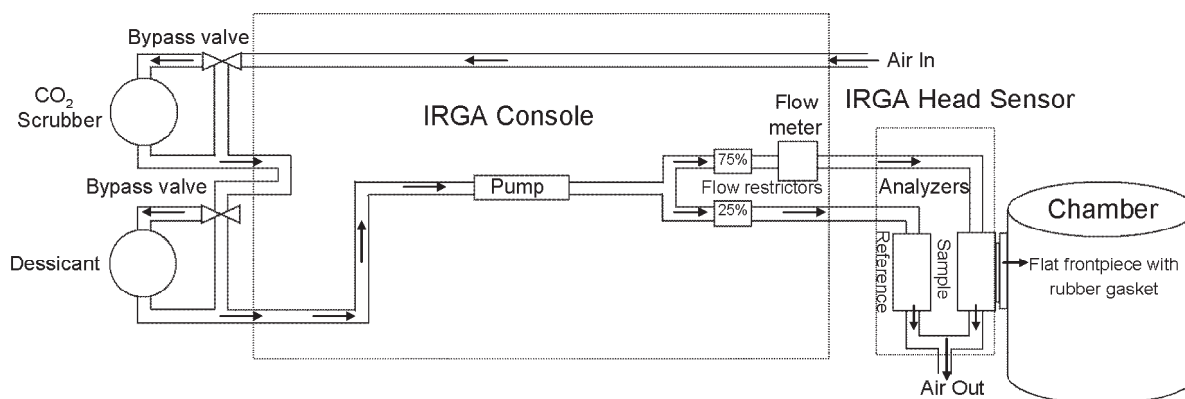 Bypass valve
Air In
CO₂
Scrubber
IRGA Console
IRGA Head Sensor
Flow
meter
75%
Bypass valve
Pump
Flow restrictors
Analyzers
25%
Chamber
Dessicant
Reference
Sample
Flat frontpiece with
rubber gasket
Air Out